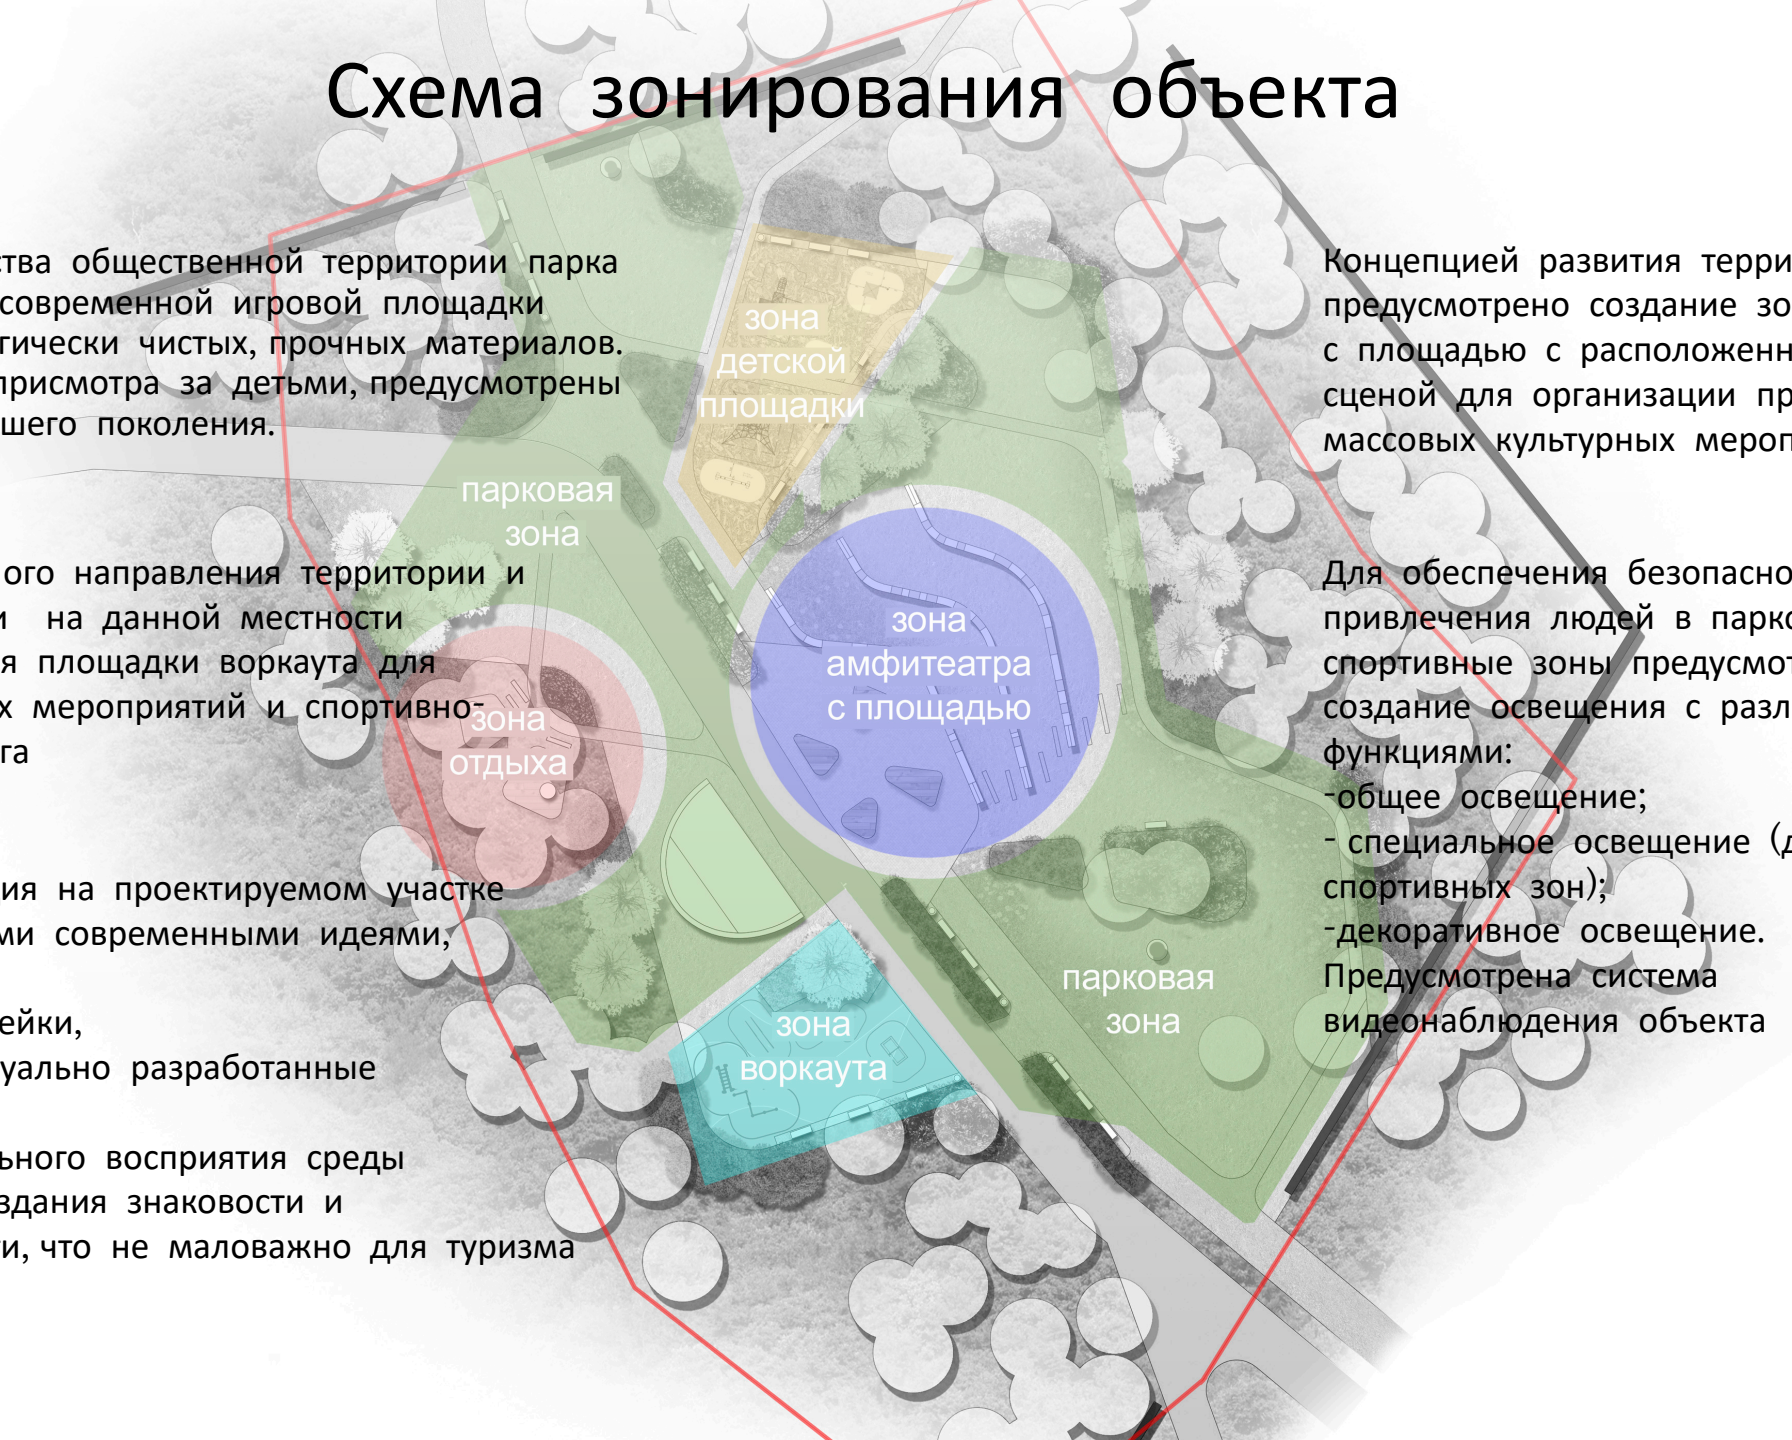 Схема зонирования объекта
ства общественной территории парка
современной игровой площадки
гически чистых, прочных материалов.
присмотра за детьми, предусмотрены
шего поколения.
ого направления территории и
и на данной местности
я площадки воркаута для
х мероприятий и спортивно-
га
ия на проектируемом участке
ми современными идеями,
ейки,
уально разработанные
ьного восприятия среды
здания знаковости и
ти, что не маловажно для туризма
зона
детской
площадки
парковая
зона
зона
амфитеатра
с площадью
зона
отдыха
парковая
зона
зона
воркаута
Концепцией развития терри
предусмотрено создание зо
с площадью с расположенн
сценой для организации пр
массовых культурных мероп
Для обеспечения безопасно
привлечения людей в парко
спортивные зоны предусмот
создание освещения с разл
функциями:
-общее освещение;
- специальное освещение (д
спортивных зон);
-декоративное освещение.
Предусмотрена система
видеонаблюдения объекта